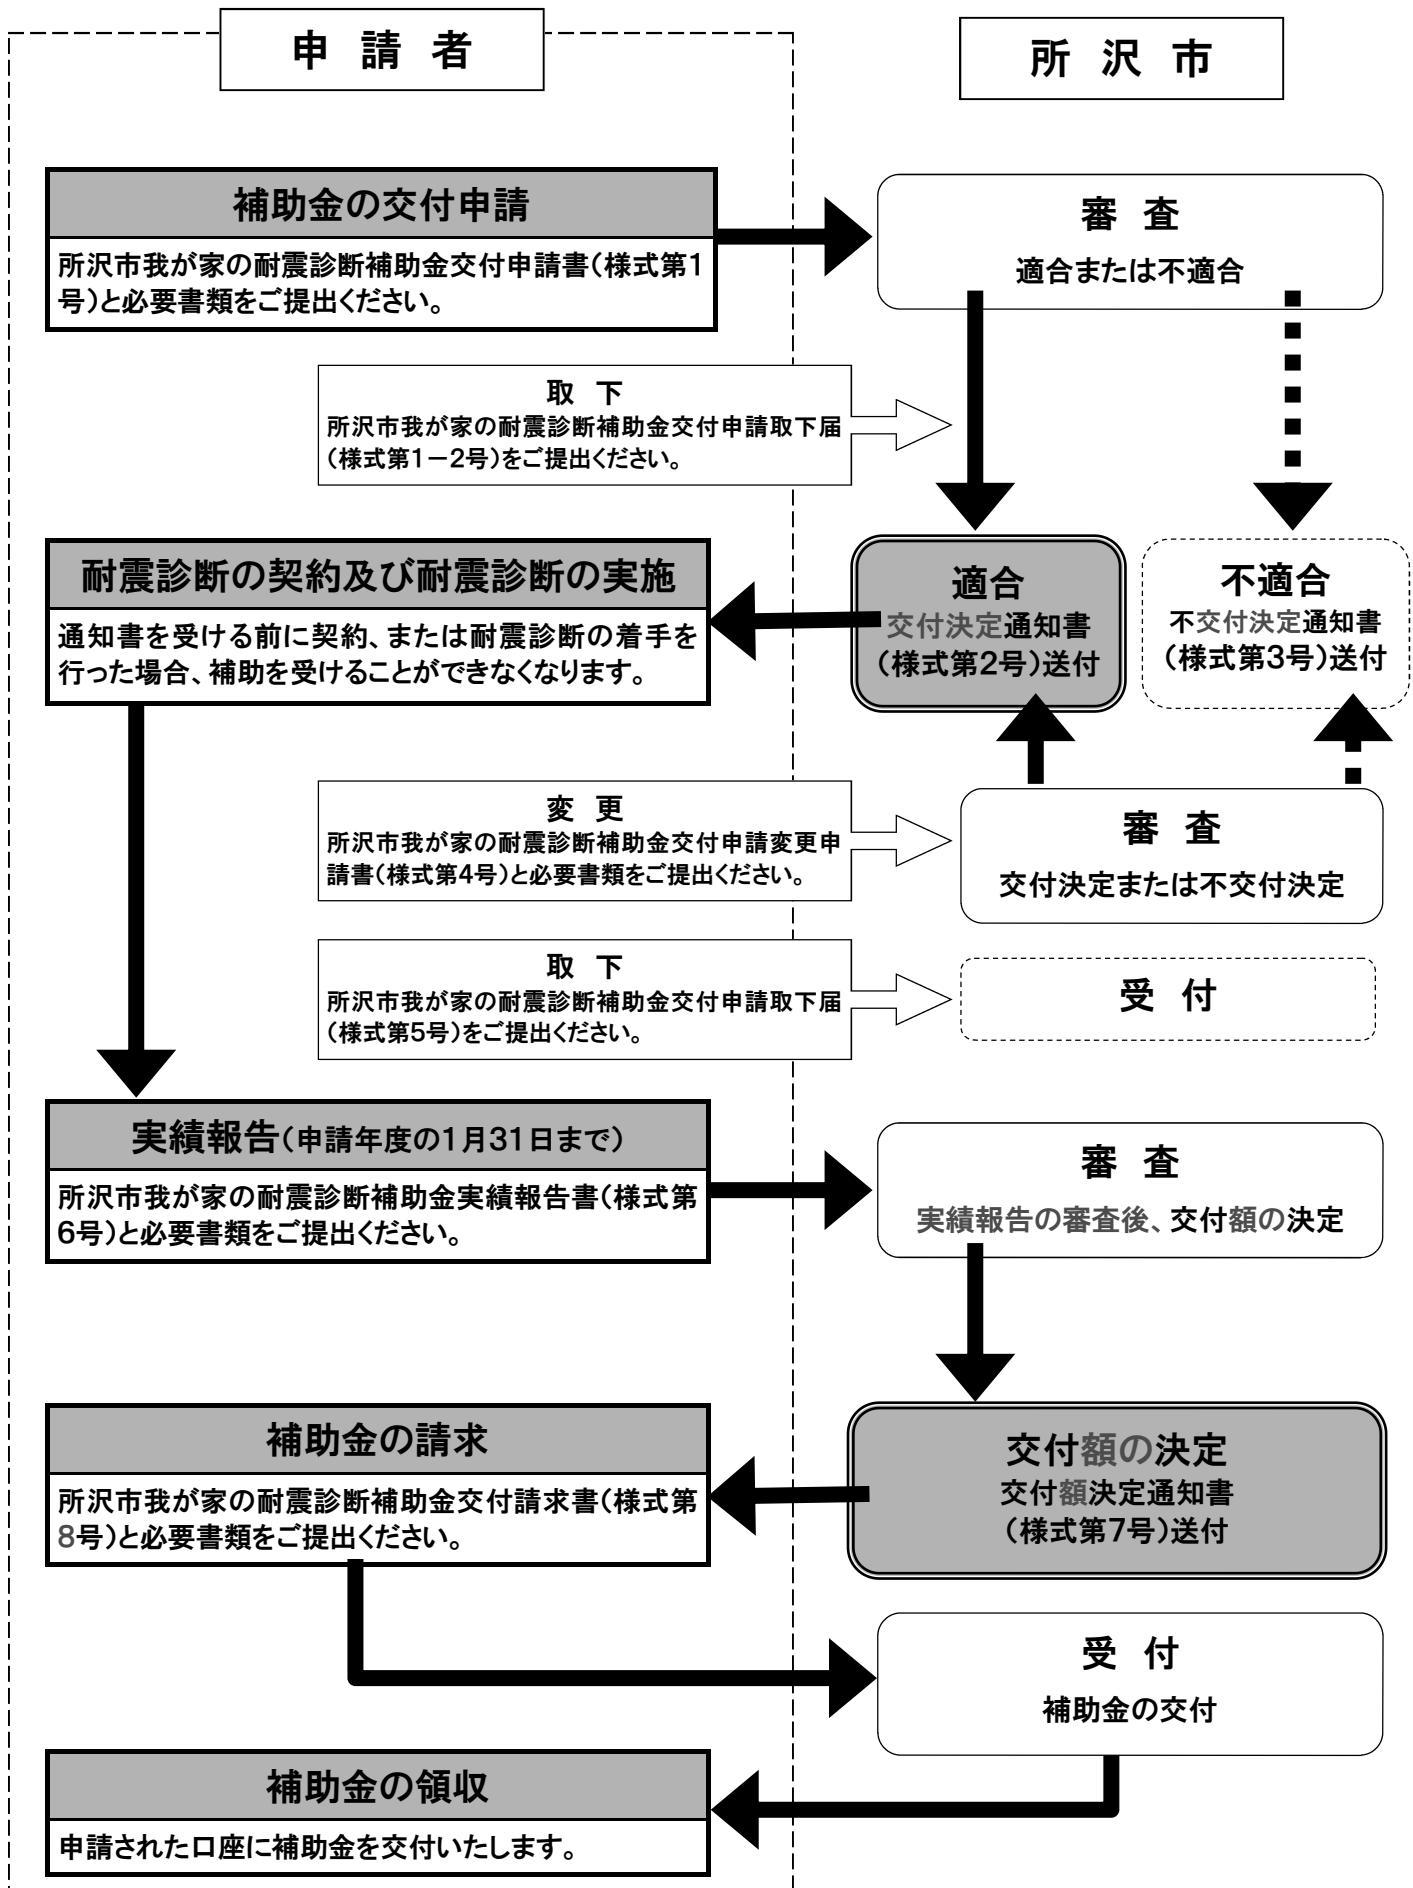 申 請 者
所 沢 市
補助金の交付申請
所沢市我が家の耐震診断補助金交付申請書(様式第1
号)と必要書類をご提出ください。
審 査
適合または不適合
取 下
所沢市我が家の耐震診断補助金交付申請取下届
(様式第1－2号)をご提出ください。
耐震診断の契約及び耐震診断の実施
通知書を受ける前に契約、または耐震診断の着手を
行った場合、補助を受けることができなくなります。
適合
交付決定通知書
(様式第2号)送付
不適合
不交付決定通知書
(様式第3号)送付
変 更
所沢市我が家の耐震診断補助金交付申請変更申
請書(様式第4号)と必要書類をご提出ください。
審 査
交付決定または不交付決定
取 下
所沢市我が家の耐震診断補助金交付申請取下届
(様式第5号)をご提出ください。
受 付
実績報告(申請年度の1月31日まで)
所沢市我が家の耐震診断補助金実績報告書(様式第
6号)と必要書類をご提出ください。
審 査
実績報告の審査後、交付額の決定
補助金の請求
所沢市我が家の耐震診断補助金交付請求書(様式第
8号)と必要書類をご提出ください。
交付額の決定
交付額決定通知書
(様式第7号)送付
受 付
補助金の交付
補助金の領収
申請された口座に補助金を交付いたします。